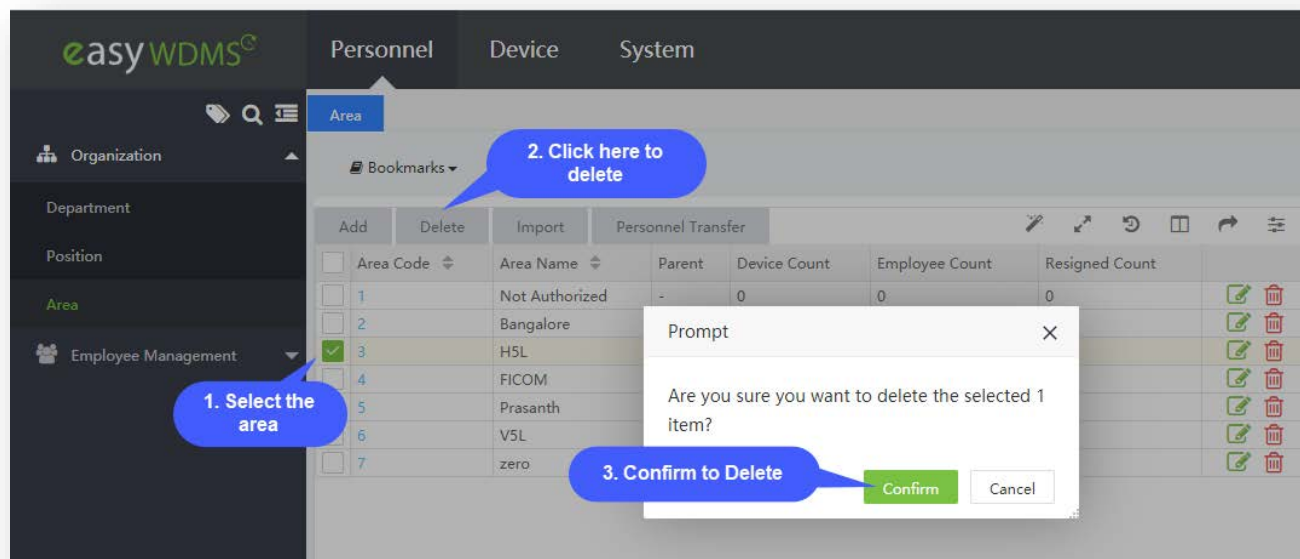 easy WDMS
Personnel Device System
Area
Organization
Bookmarks
2. Click here to
delete
Department
Add Delete Import Personnel Transfer
Position
Area Code Area Name Parent Device Count Employee Count Resigned Count
1 Not Authorized - 0 0 0
Area
2 Bangalore
Prompt
Employee Management
3 H5L
4 FICOM
Are you sure you want to delete the selected 1
item?
1. Select the
area
5 Prasanth
6 V5L
7 zero
3. Confirm to Delete
Confirm Cancel